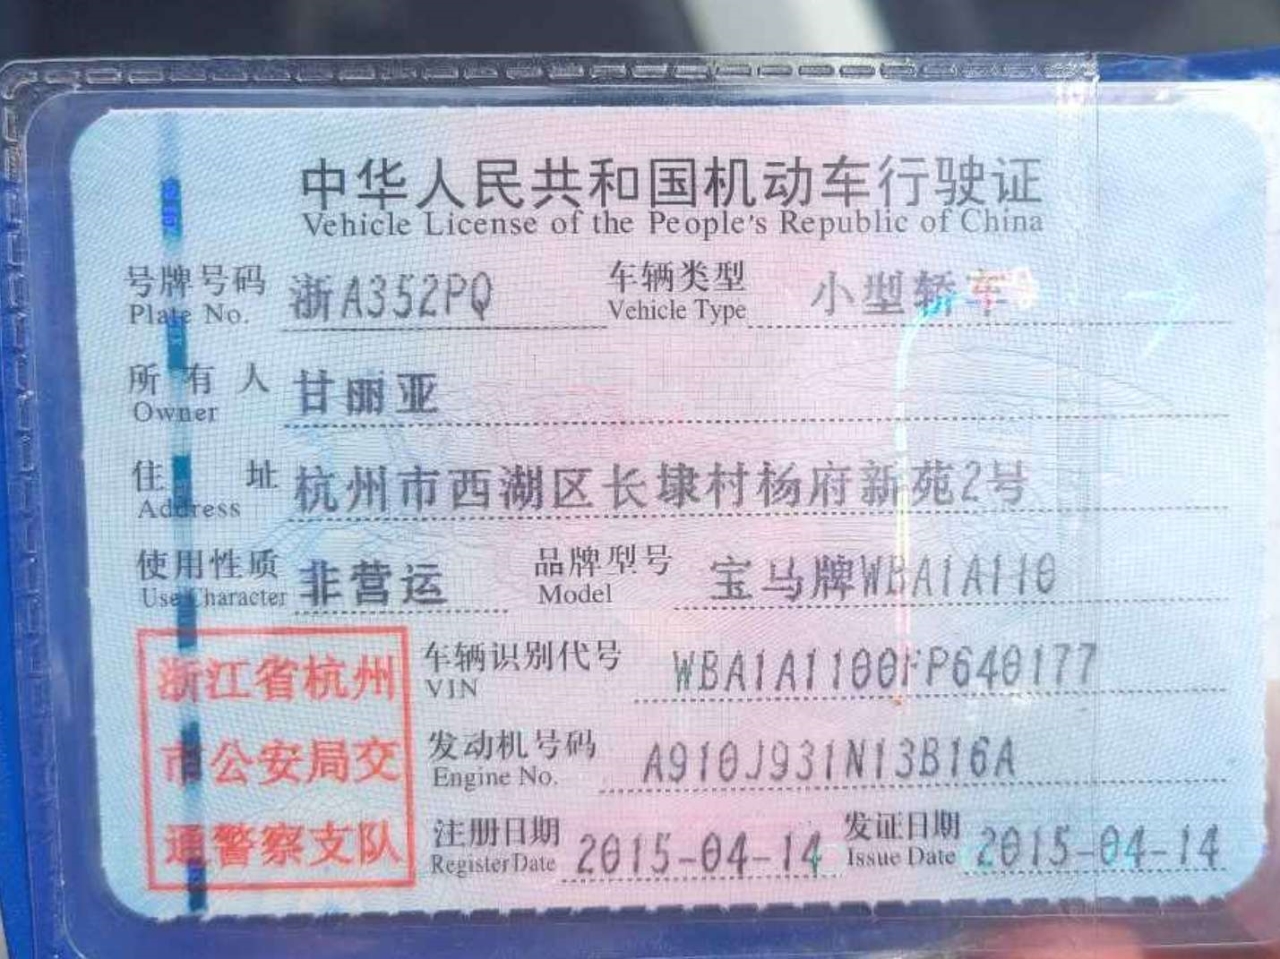 中华人民共和国机动车行驶证
Vehicle License of the People's Republic of China
号牌号码 浙A352PQ 车辆类型 小型轿车
Plate No. Vehicle Type
所有人 甘丽亚
Owner
住址 杭州市西湖区长埭村杨府新苑2号
Address
使用性质 非营运 品牌型号 宝马牌WBA1A110
Use Character Model
浙江省杭州
市公安局交
通警察支队
车辆识别代号 WBA1A1100FP640177
VIN
发动机号码 A910J931N13B16A
Engine No.
注册日期 2015-04-14 发证日期 2015-04-14
Register Date Issue Date